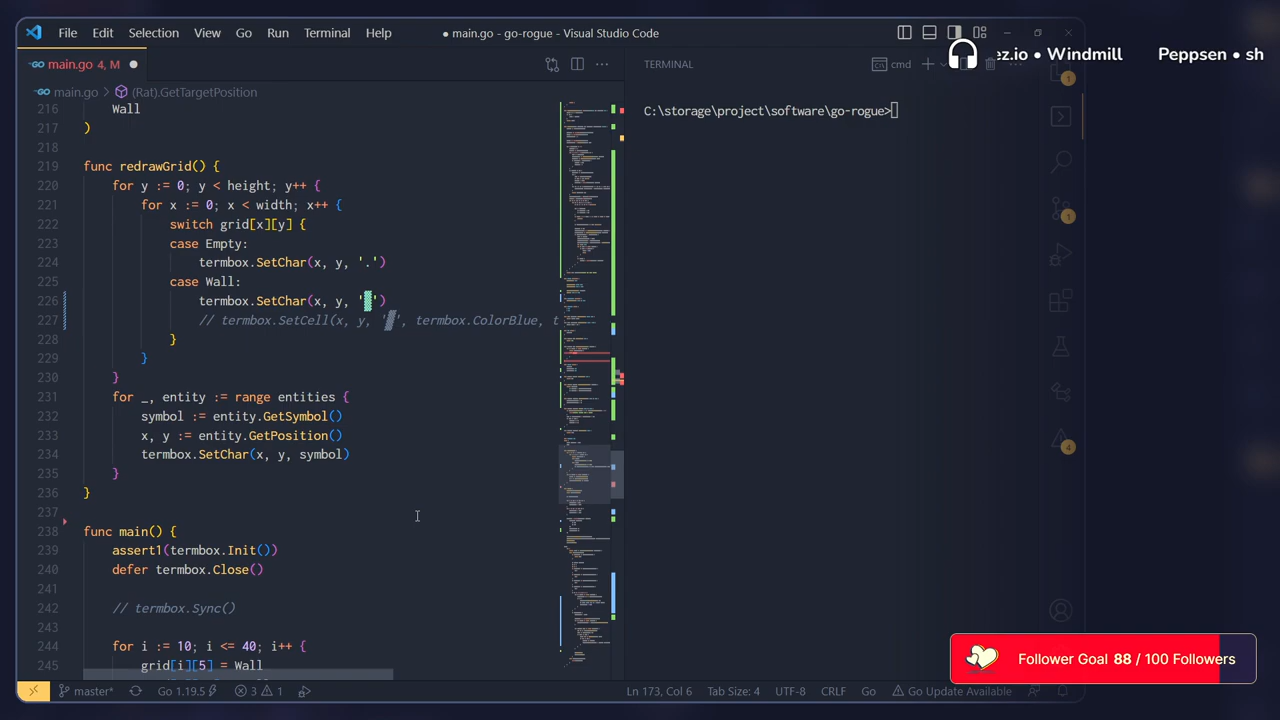 File Edit Selection View Go Run Terminal Help
● main.go - go-rogue - Visual Studio Code
main.go 4, M
main.go > (Rat).GetTargetPosition
216 Wall
217 )
218
219 func redrawGrid() {
220 for y := 0; y < height; y++ {
221 for x := 0; x < width; x++ {
222 switch grid[x][y] {
223 case Empty:
224 termbox.SetChar(x, y, '.')
225 case Wall:
226 termbox.SetChar(x, y, '▒')
227 // termbox.SetCell(x, y, '▒', termbox.ColorBlue, t
228 }
229 }
230 }
231 for _, entity := range entities {
232 symbol := entity.GetSymbol()
233 x, y := entity.GetPosition()
234 termbox.SetChar(x, y, symbol)
235 }
236 }
237
238 func main() {
239 assert1(termbox.Init())
240 defer termbox.Close()
241
242 // termbox.Sync()
243
244 for i := 10; i <= 40; i++ {
245 grid[i][5] = Wall
TERMINAL
cmd
C:\storage\project\software\go-rogue>
ez.io • Windmill Peppsen • sh
1
1
4
Follower Goal 88 / 100 Followers
master* Go 1.19.5 3 1
Ln 173, Col 6 Tab Size: 4 UTF-8 CRLF Go Go Update Available